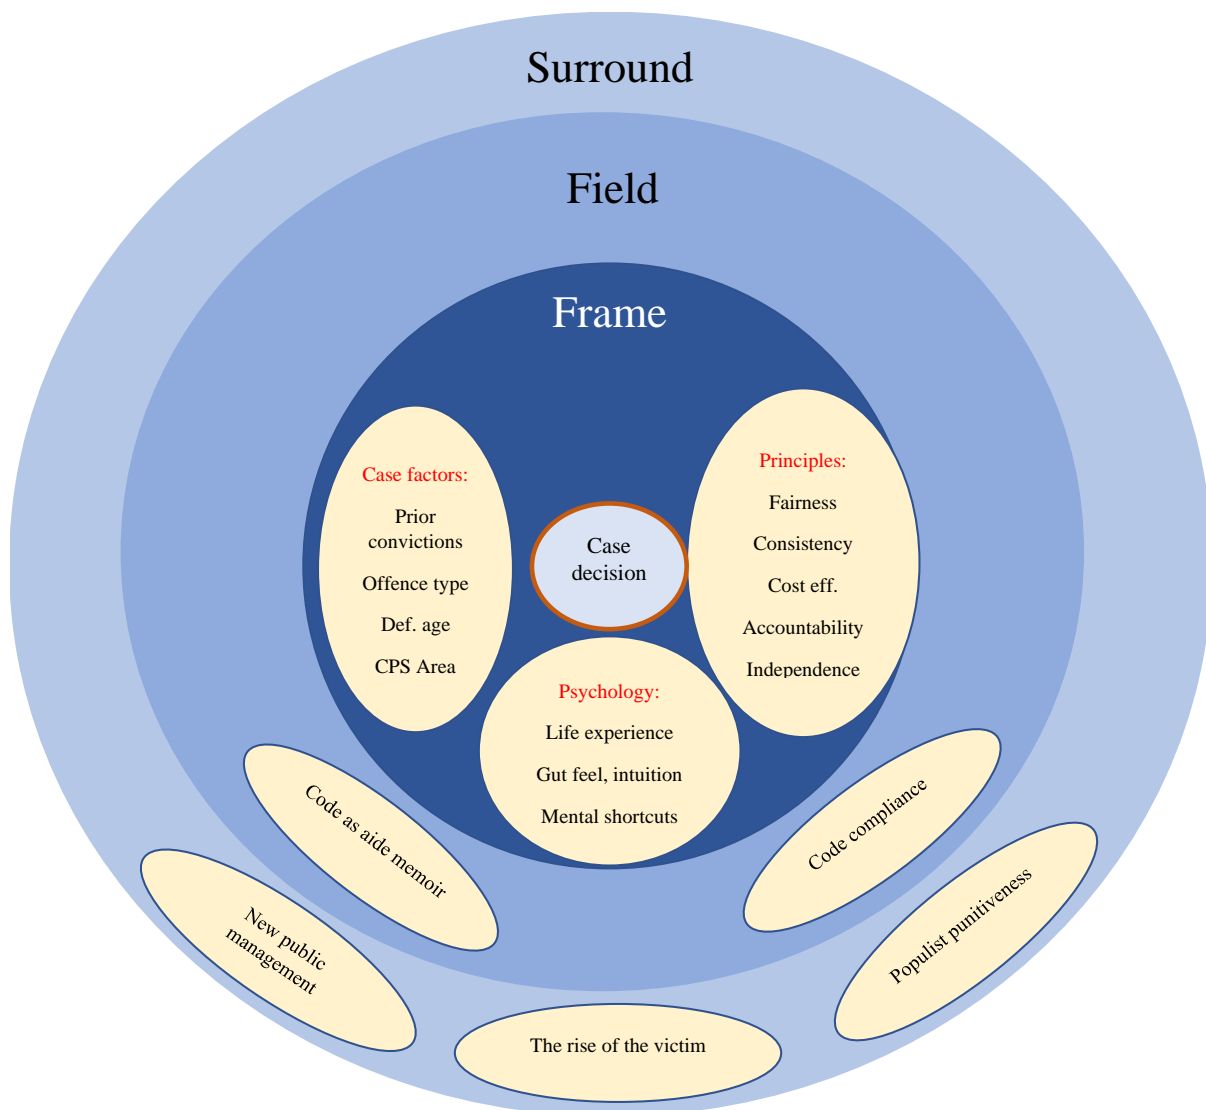 Surround
Field
Frame
Case factors:
Prior
convictions
Offence type
Def. age
CPS Area
Case
decision
Principles:
Fairness
Consistency
Cost eff.
Accountability
Independence
Psychology:
Life experience
Gut feel, intuition
Mental shortcuts
Code as aide memoir
Code compliance
New public
management
Populist punitiveness
The rise of the victim